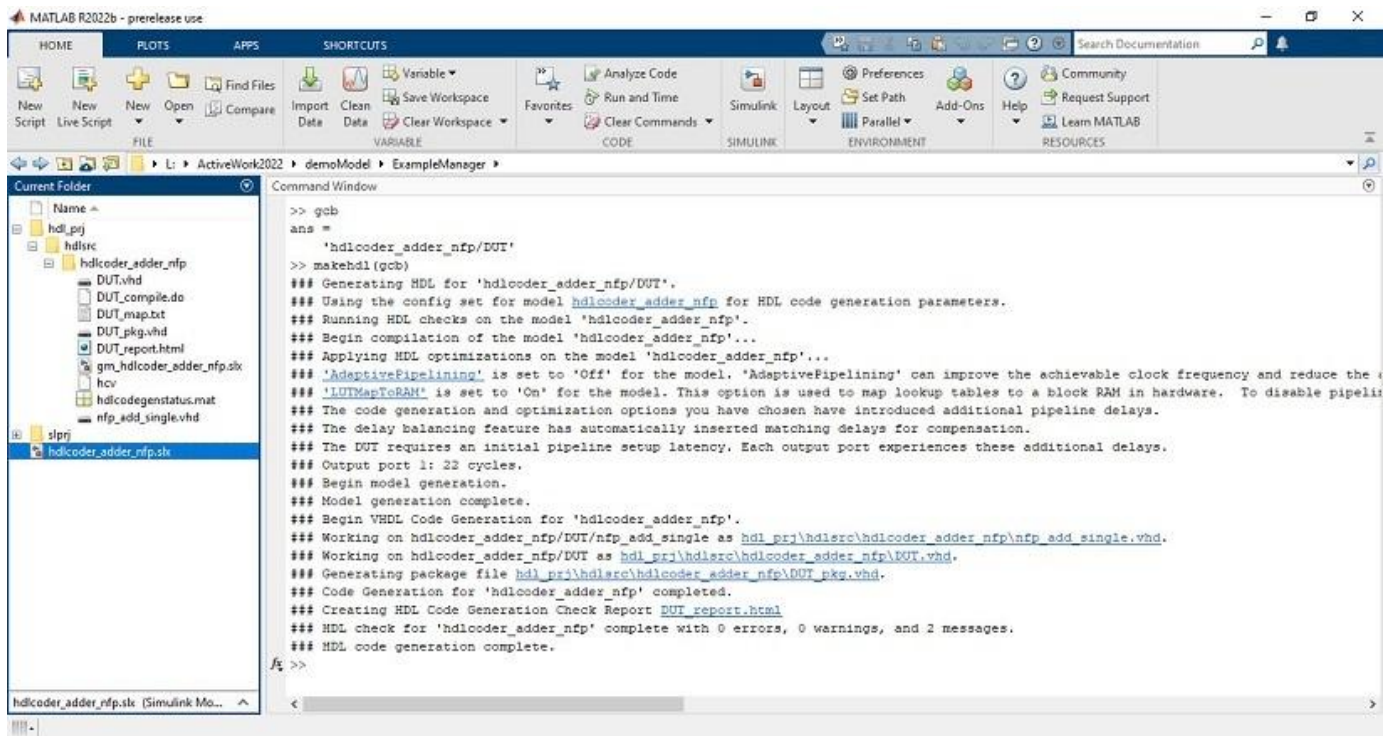 MATLAB R2022b - prerelease use
HOME PLOTS APPS SHORTCUTS Search Documentation
New Script
New Live Script
New
Open
Find Files
Compare
Import Data
Clean Data
Variable
Save Workspace
Clear Workspace
Favorites
Analyze Code
Run and Time
Clear Commands
Simulink
Layout
Preferences
Set Path
Parallel
Add-Ons
Help
Community
Request Support
Learn MATLAB
FILE VARIABLE CODE SIMULINK ENVIRONMENT RESOURCES
L: ActiveWork2022 demoModel ExampleManager
Current Folder
Name
hdl_prj
hdlsrc
hdlcoder_adder_nfp
DUT.vhd
DUT_compile.do
DUT_map.txt
DUT_pkg.vhd
DUT_report.html
gm_hdlcoder_adder_nfp.slx
hcv
hdlcodegenstatus.mat
nfp_add_single.vhd
slprj
hdlcoder_adder_nfp.slx
hdlcoder_adder_nfp.slx (Simulink Mo...
Command Window
>> gcb
ans =
'hdlcoder_adder_nfp/DUT'
>> makehdl(gcb)
### Generating HDL for 'hdlcoder_adder_nfp/DUT'.
### Using the config set for model hdlcoder_adder_nfp for HDL code generation parameters.
### Running HDL checks on the model 'hdlcoder_adder_nfp'.
### Begin compilation of the model 'hdlcoder_adder_nfp'...
### Applying HDL optimizations on the model 'hdlcoder_adder_nfp'...
### 'AdaptivePipelining' is set to 'Off' for the model. 'AdaptivePipelining' can improve the achievable clock frequency and reduce the
### 'LUTMapToRAM' is set to 'On' for the model. This option is used to map lookup tables to a block RAM in hardware. To disable pipeli
### The code generation and optimization options you have chosen have introduced additional pipeline delays.
### The delay balancing feature has automatically inserted matching delays for compensation.
### The DUT requires an initial pipeline setup latency. Each output port experiences these additional delays.
### Output port 1: 22 cycles.
### Begin model generation.
### Model generation complete.
### Begin VHDL Code Generation for 'hdlcoder_adder_nfp'.
### Working on hdlcoder_adder_nfp/DUT/nfp_add_single as hdl_prj\hdlsrc\hdlcoder_adder_nfp\nfp_add_single.vhd.
### Working on hdlcoder_adder_nfp/DUT as hdl_prj\hdlsrc\hdlcoder_adder_nfp\DUT.vhd.
### Generating package file hdl_prj\hdlsrc\hdlcoder_adder_nfp\DUT_pkg.vhd.
### Code Generation for 'hdlcoder_adder_nfp' completed.
### Creating HDL Code Generation Check Report DUT_report.html
### HDL check for 'hdlcoder_adder_nfp' complete with 0 errors, 0 warnings, and 2 messages.
### HDL code generation complete.
fx >>